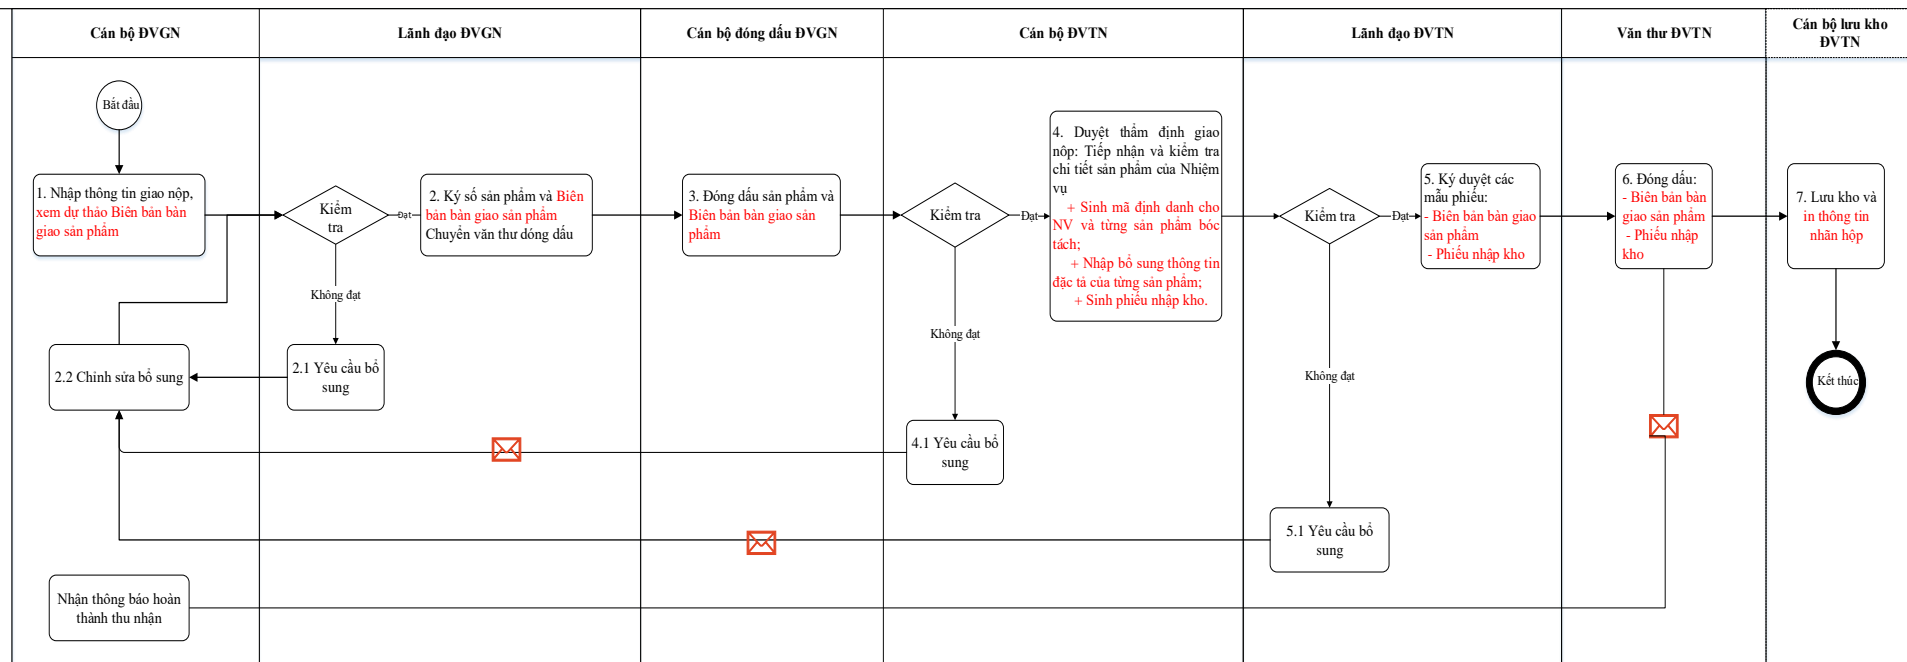 Cán bộ ĐVGN
Lãnh đạo ĐVGN
Cán bộ đóng dấu ĐVGN
Cán bộ ĐVTN
Lãnh đạo ĐVTN
Văn thư ĐVTN
Cán bộ lưu kho
ĐVTN
Bắt đầu
1. Nhập thông tin giao nộp,
xem dự thảo Biên bản bàn
giao sản phẩm
Kiểm
tra
Đạt
2. Ký số sản phẩm và Biên
bản bàn giao sản phẩm
Chuyển văn thư dóng dấu
3. Đóng dấu sản phẩm và
Biên bản bàn giao sản
phẩm
Kiểm tra
Đạt
4. Duyệt thẩm định giao
nộp: Tiếp nhận và kiểm tra
chi tiết sản phẩm của Nhiệm
vụ
+ Sinh mã định danh cho
NV và từng sản phẩm bóc
tách;
+ Nhập bổ sung thông tin
đặc tả của từng sản phẩm;
+ Sinh phiếu nhập kho.
Kiểm tra
Đạt
5. Ký duyệt các
mẫu phiếu:
- Biên bản bàn giao
sản phẩm
- Phiếu nhập kho
6. Đóng dấu:
- Biên bản bàn
giao sản phẩm
- Phiếu nhập
kho
7. Lưu kho và
in thông tin
nhãn hộp
Không đạt
Không đạt
Không đạt
2.2 Chỉnh sửa bổ sung
2.1 Yêu cầu bổ
sung
Kết thúc
4.1 Yêu cầu bổ
sung
5.1 Yêu cầu bổ
sung
Nhận thông báo hoàn
thành thu nhận